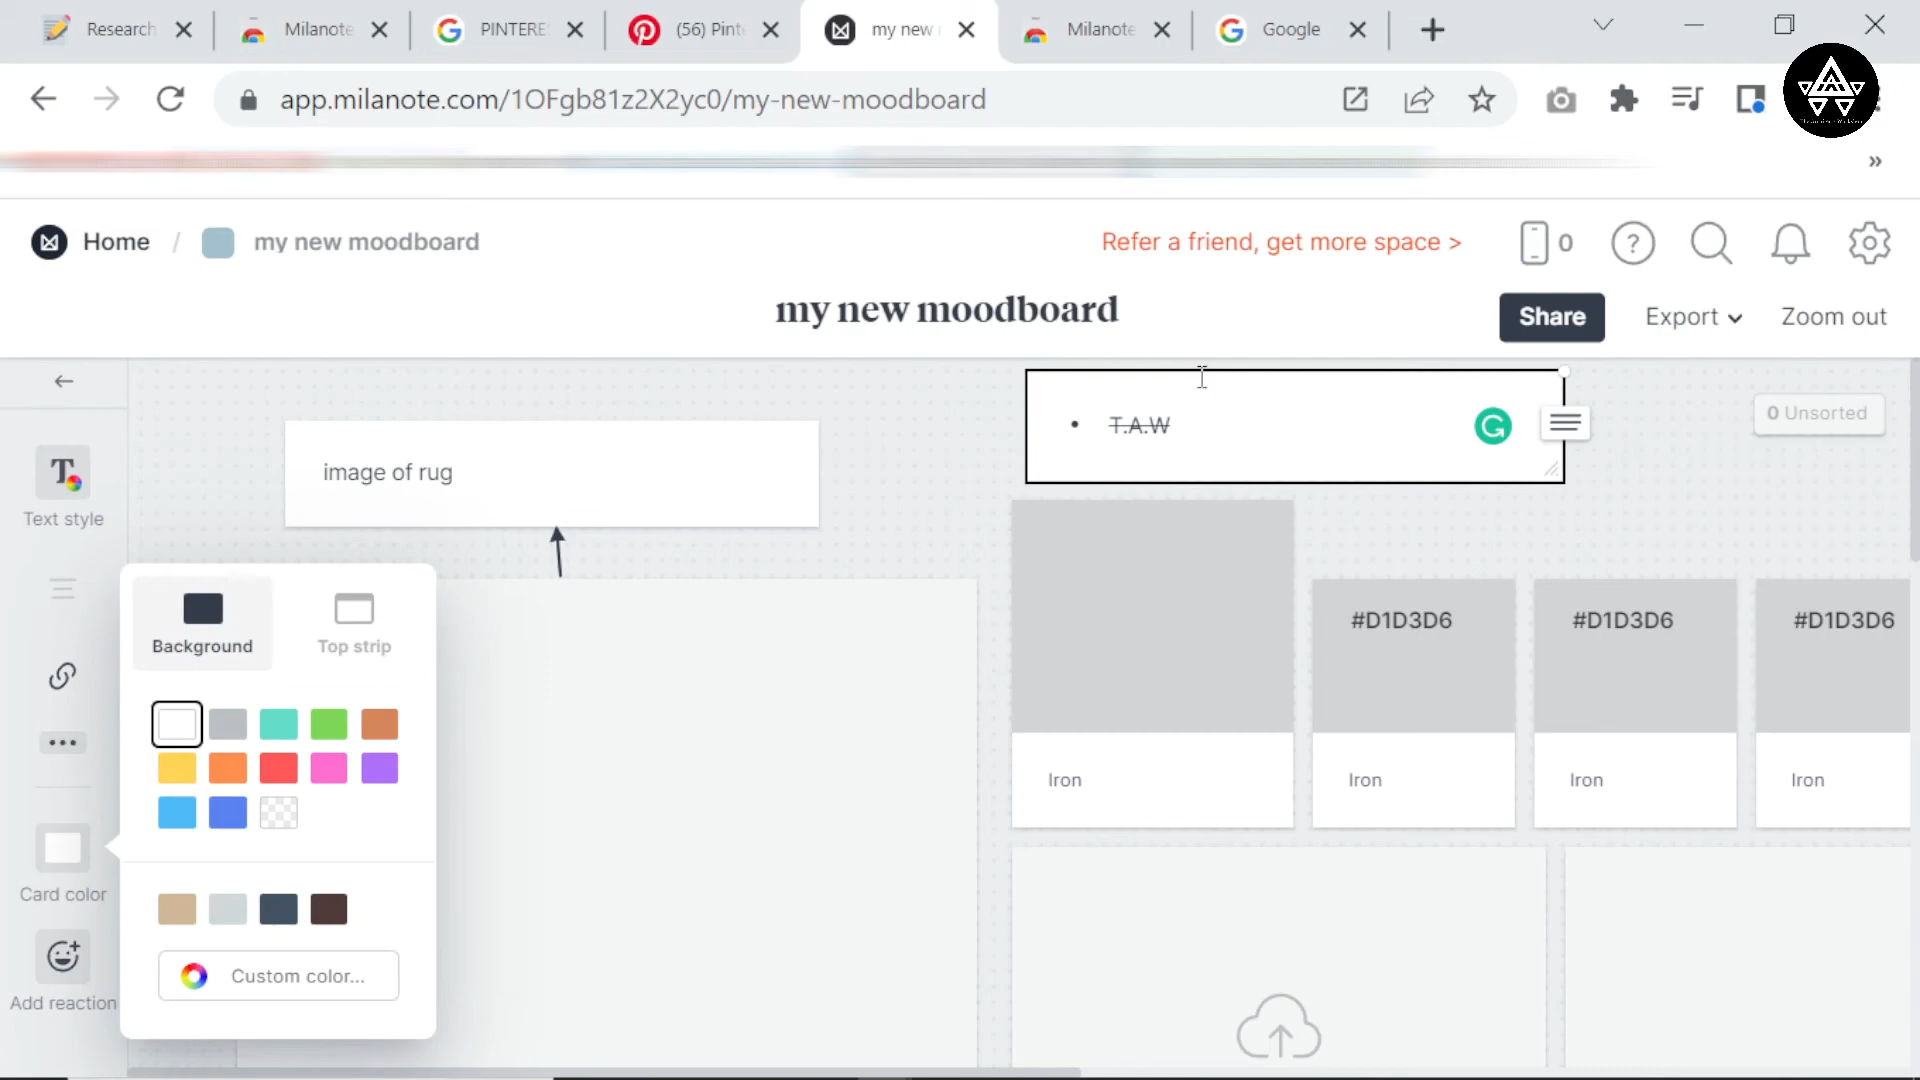 Research
Milanote
PINTERE
(56) Pint
my new
Milanote
Google
app.milanote.com/1OFgb81z2X2yc0/my-new-moodboard
»
Home / my new moodboard
Refer a friend, get more space >
0
my new moodboard
Share
Export
Zoom out
T
Text style
image of rug
• T.A.W
0 Unsorted
Background
Top strip
#D1D3D6
#D1D3D6
#D1D3D6
Iron
Iron
Iron
Iron
Card color
Custom color...
Add reaction